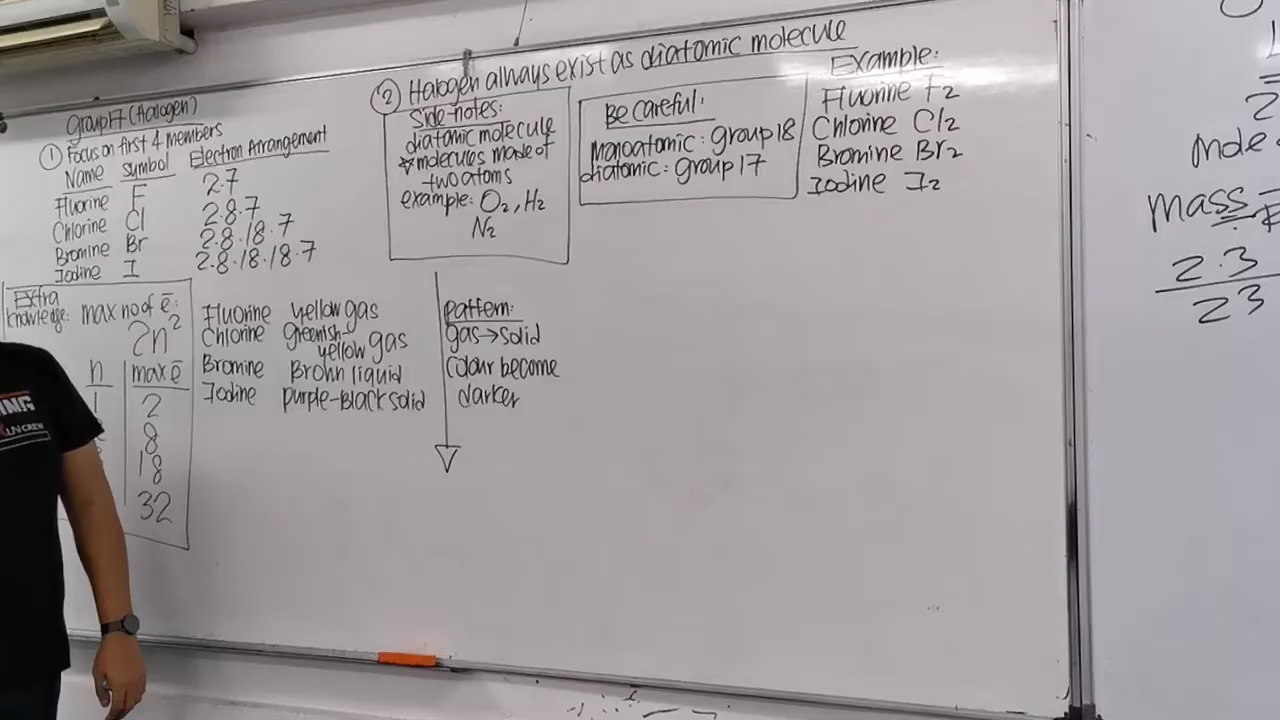 Group 17 (Halogen)
① Focus on first 4 members
Name Symbol Electron Arrangement
Fluorine F 2.7
Chlorine Cl 2.8.7
Bromine Br 2.8.18.7
Iodine I 2.8.18.18.7
Extra
knowledge: max no of ē:
2n²
n max ē
1 2
8
18
32
Fluorine yellow gas
Chlorine greenish-
yellow gas
Bromine Brown liquid
Iodine purple-Black solid
② Halogen always exist as diatomic molecule
Side-notes:
diatomic molecule
molecules made of
two atoms
example: O2, H2
N2
Be careful:
monoatomic: group 18
diatomic: group 17
Example:
Fluorine F2
Chlorine Cl2
Bromine Br2
Iodine I2
pattern:
gas→solid
colour become
darker
mass
2.3
23
RUN CREW